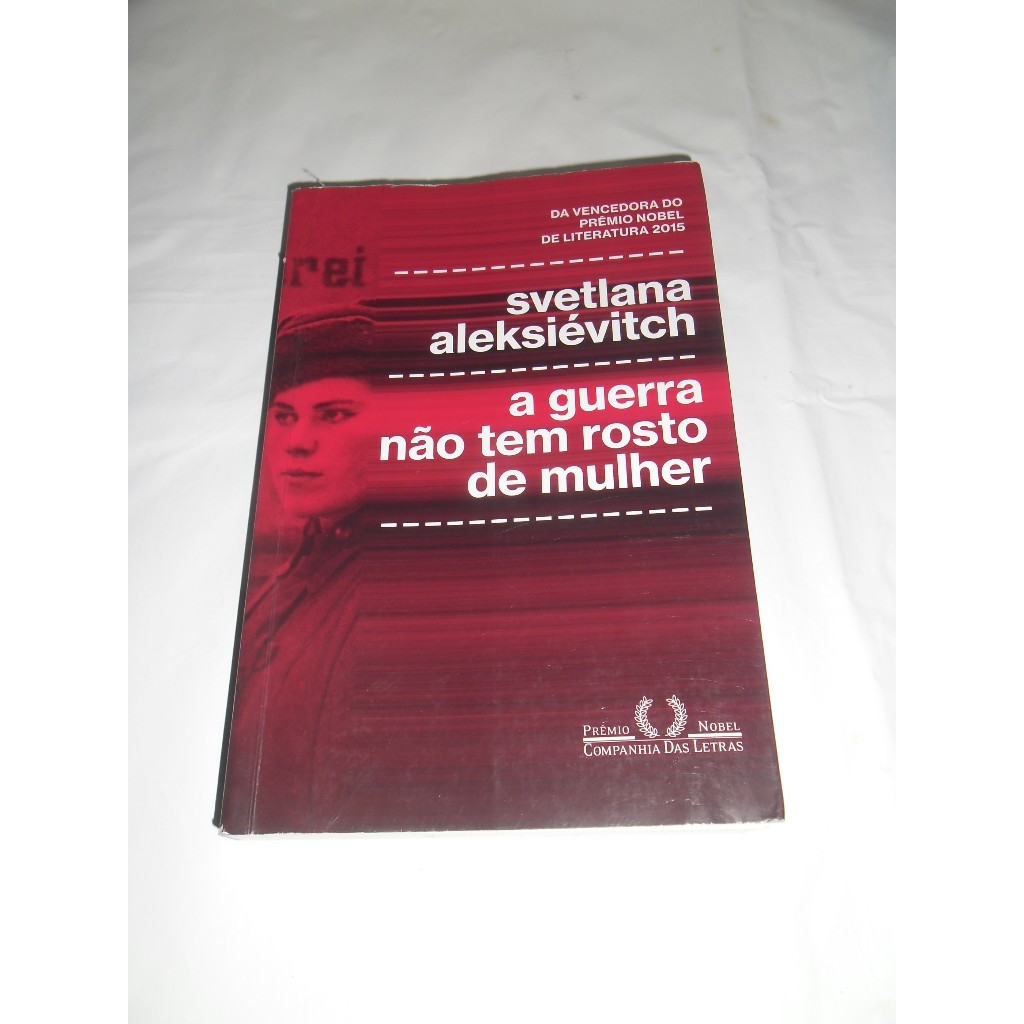 DA VENCEDORA DO
PRÊMIO NOBEL
DE LITERATURA 2015
rei
svetlana
aleksiévitch
a guerra
não tem rosto
de mulher
PRÊMIO NOBEL
COMPANHIA DAS LETRAS